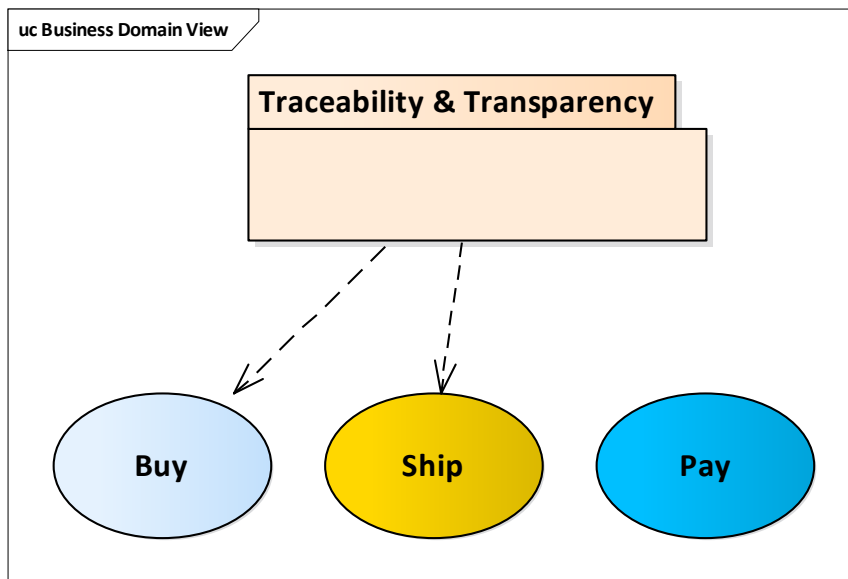 uc Business Domain View
Traceability & Transparency
Buy
Ship
Pay